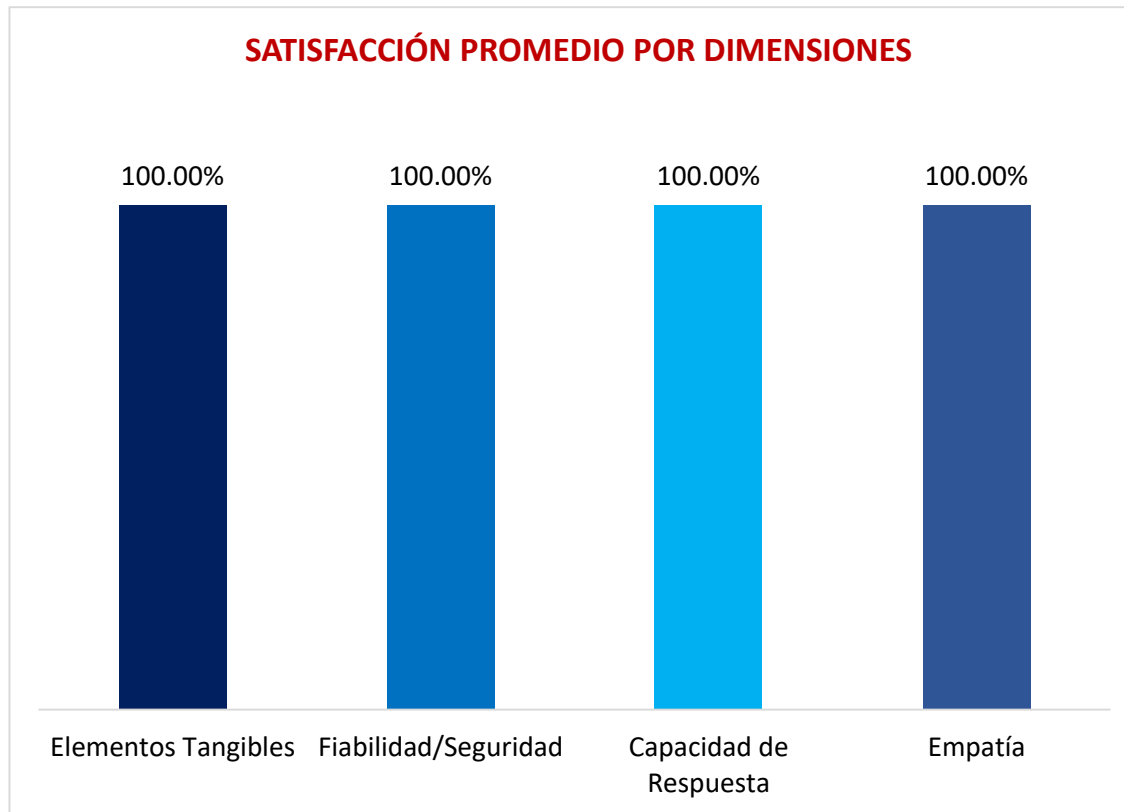 SATISFACCIÓN PROMEDIO POR DIMENSIONES
100.00%
100.00%
100.00%
100.00%
Elementos Tangibles
Fiabilidad/Seguridad
Capacidad de
Respuesta
Empatía